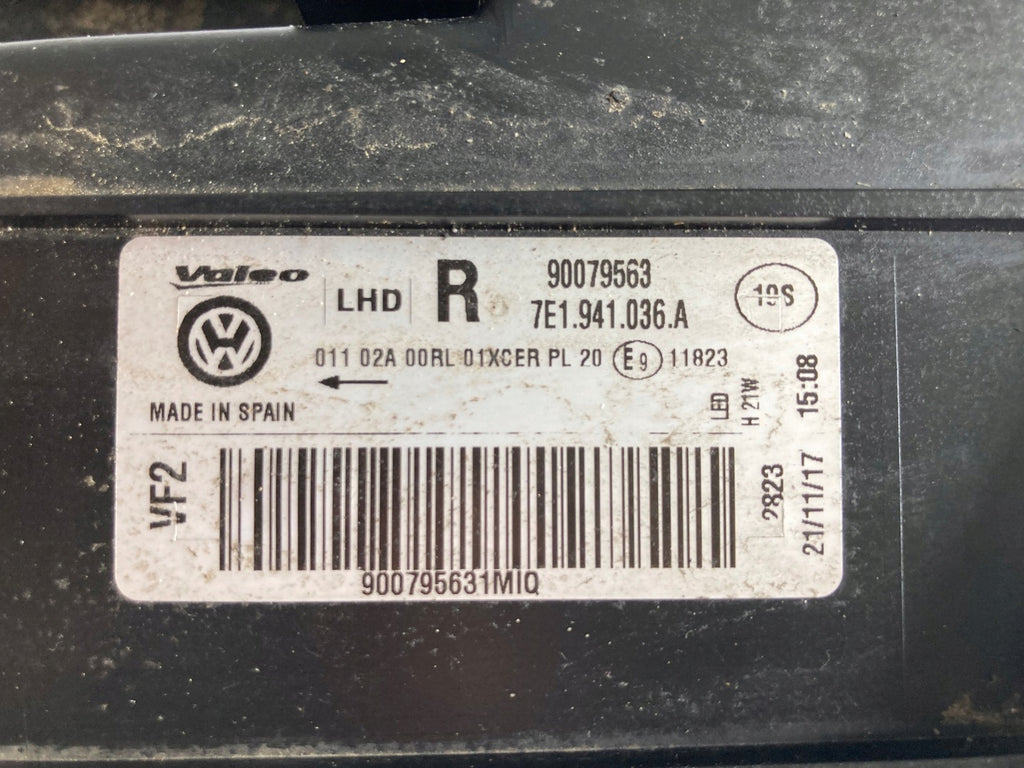 Valeo
LHD
R
90079563
7E1.941.036.A
19S
011 02A 00RL 01XCER PL 20 E9 11823
MADE IN SPAIN
LED
H 21W
15:08
VF2
2823
21/11/17
900795631MIQ